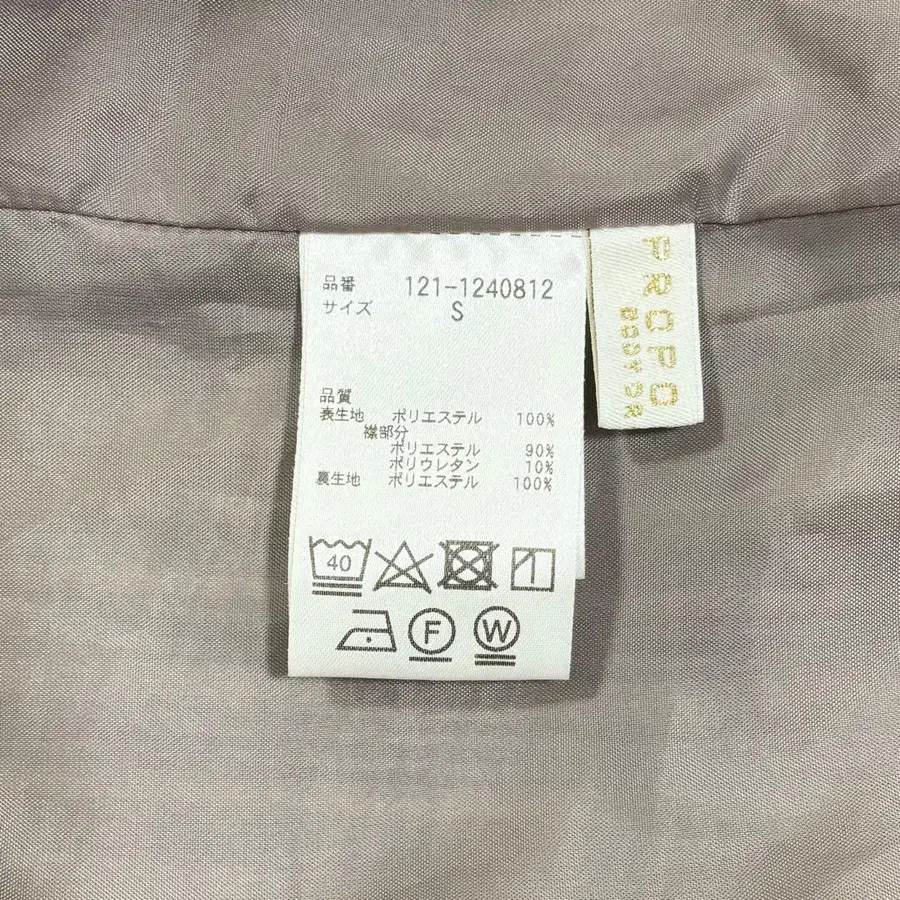 品番 121-1240812
サイズ S
品質
表生地 ポリエステル 100%
襟部分
ポリエステル 90%
ポリウレタン 10%
裏生地 ポリエステル 100%
40
F W
PROPO